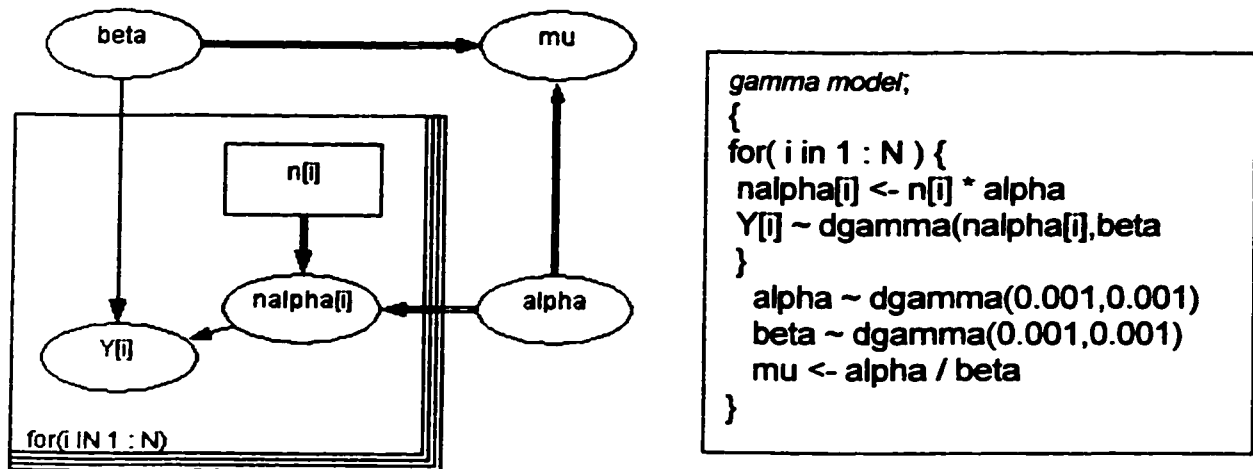 beta
mu
n[i]
nalpha[i]
alpha
Y[i]
for(i IN 1 : N)
gamma model;
{
for( i in 1 : N ) {
nalpha[i] <- n[i] * alpha
Y[i] ~ dgamma(nalpha[i],beta
}
alpha ~ dgamma(0.001,0.001)
beta ~ dgamma(0.001,0.001)
mu <- alpha / beta
}